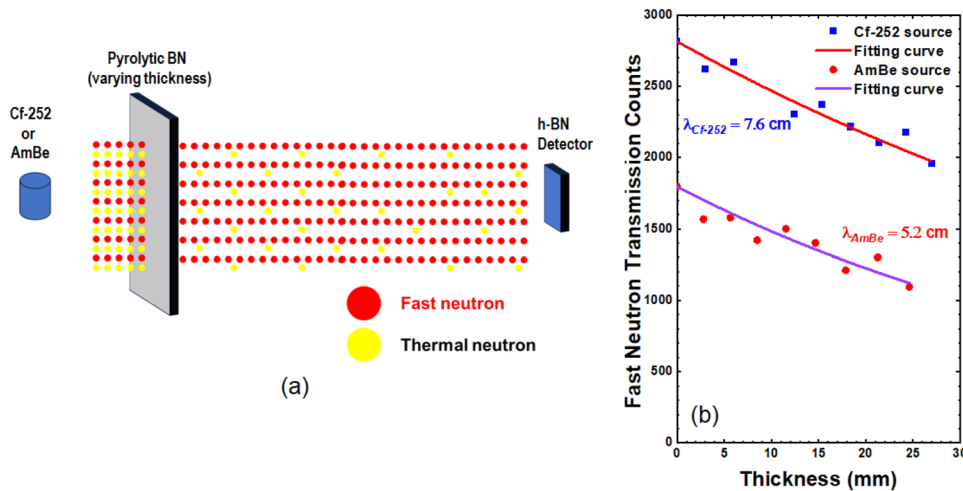 Pyrolytic BN
(varying thickness)
Cf-252
or
AmBe
h-BN
Detector
Fast neutron
Thermal neutron
(a)
Fast Neutron Transmission Counts
3000
2500
2000
1500
1000
500
0
Cf-252 source
Fitting curve
AmBe source
Fitting curve
λCf-252 = 7.6 cm
λAmBe = 5.2 cm
(b)
0 5 10 15 20 25 30
Thickness (mm)